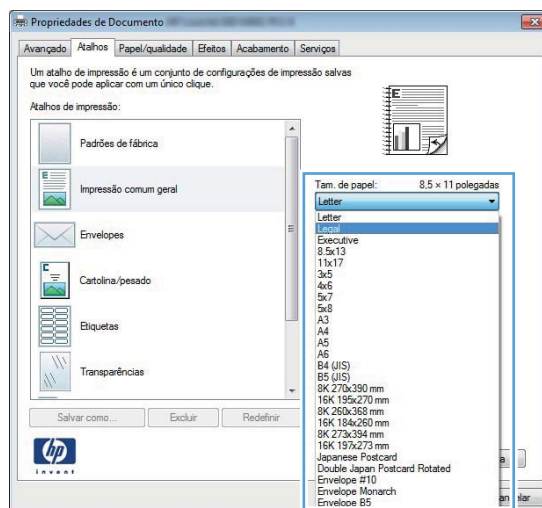 Propriedades de Documento
Avançado Atalhos Papel/qualidade Efeitos Acabamento Serviços
Um atalho de impressão é um conjunto de configurações de impressão salvas
que você pode aplicar com um único clique.
Atalhos de impressão:
Padrões de fábrica
Impressão comum geral
Envelopes
Cartolina/pesado
Etiquetas
Transparências
Salvar como... Excluir Redefinir
hp
invent
E
Tam. de papel: 8.5 × 11 polegadas
Letter
Letter
Legal
Executive
8.5x13
11x17
3x5
4x6
5x7
5x8
A3
A4
A5
A6
B4 (JIS)
B5 (JIS)
8K 270x390 mm
16K 195x270 mm
8K 260x368 mm
16K 184x260 mm
8K 273x394 mm
16K 197x273 mm
Japanese Postcard
Double Japan Postcard Rotated
Envelope #10
Envelope Monarch
Envelope B5